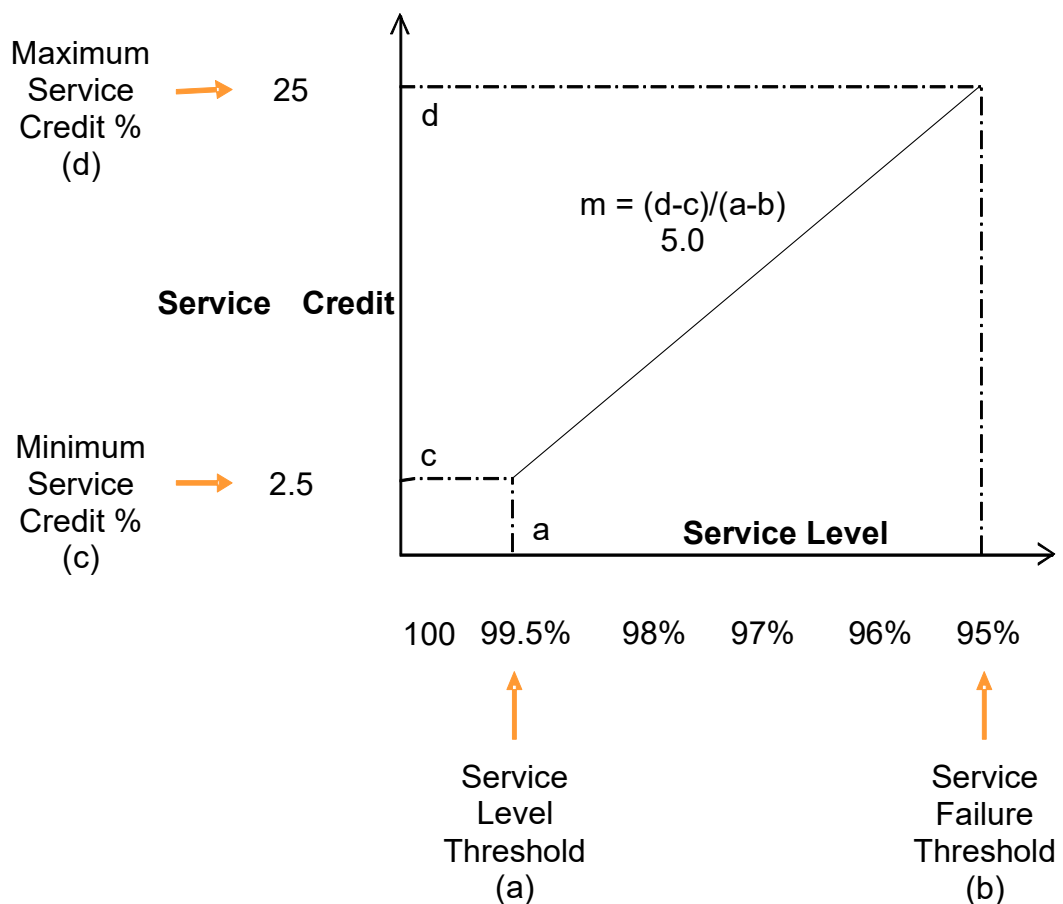 Maximum
Service
Credit %
(d)
25
d
m = (d-c)/(a-b)
5.0
Service Credit
Minimum
Service
Credit %
(c)
2.5
c
a
Service Level
100 99.5% 98% 97% 96% 95%
Service
Level
Threshold
(a)
Service
Failure
Threshold
(b)